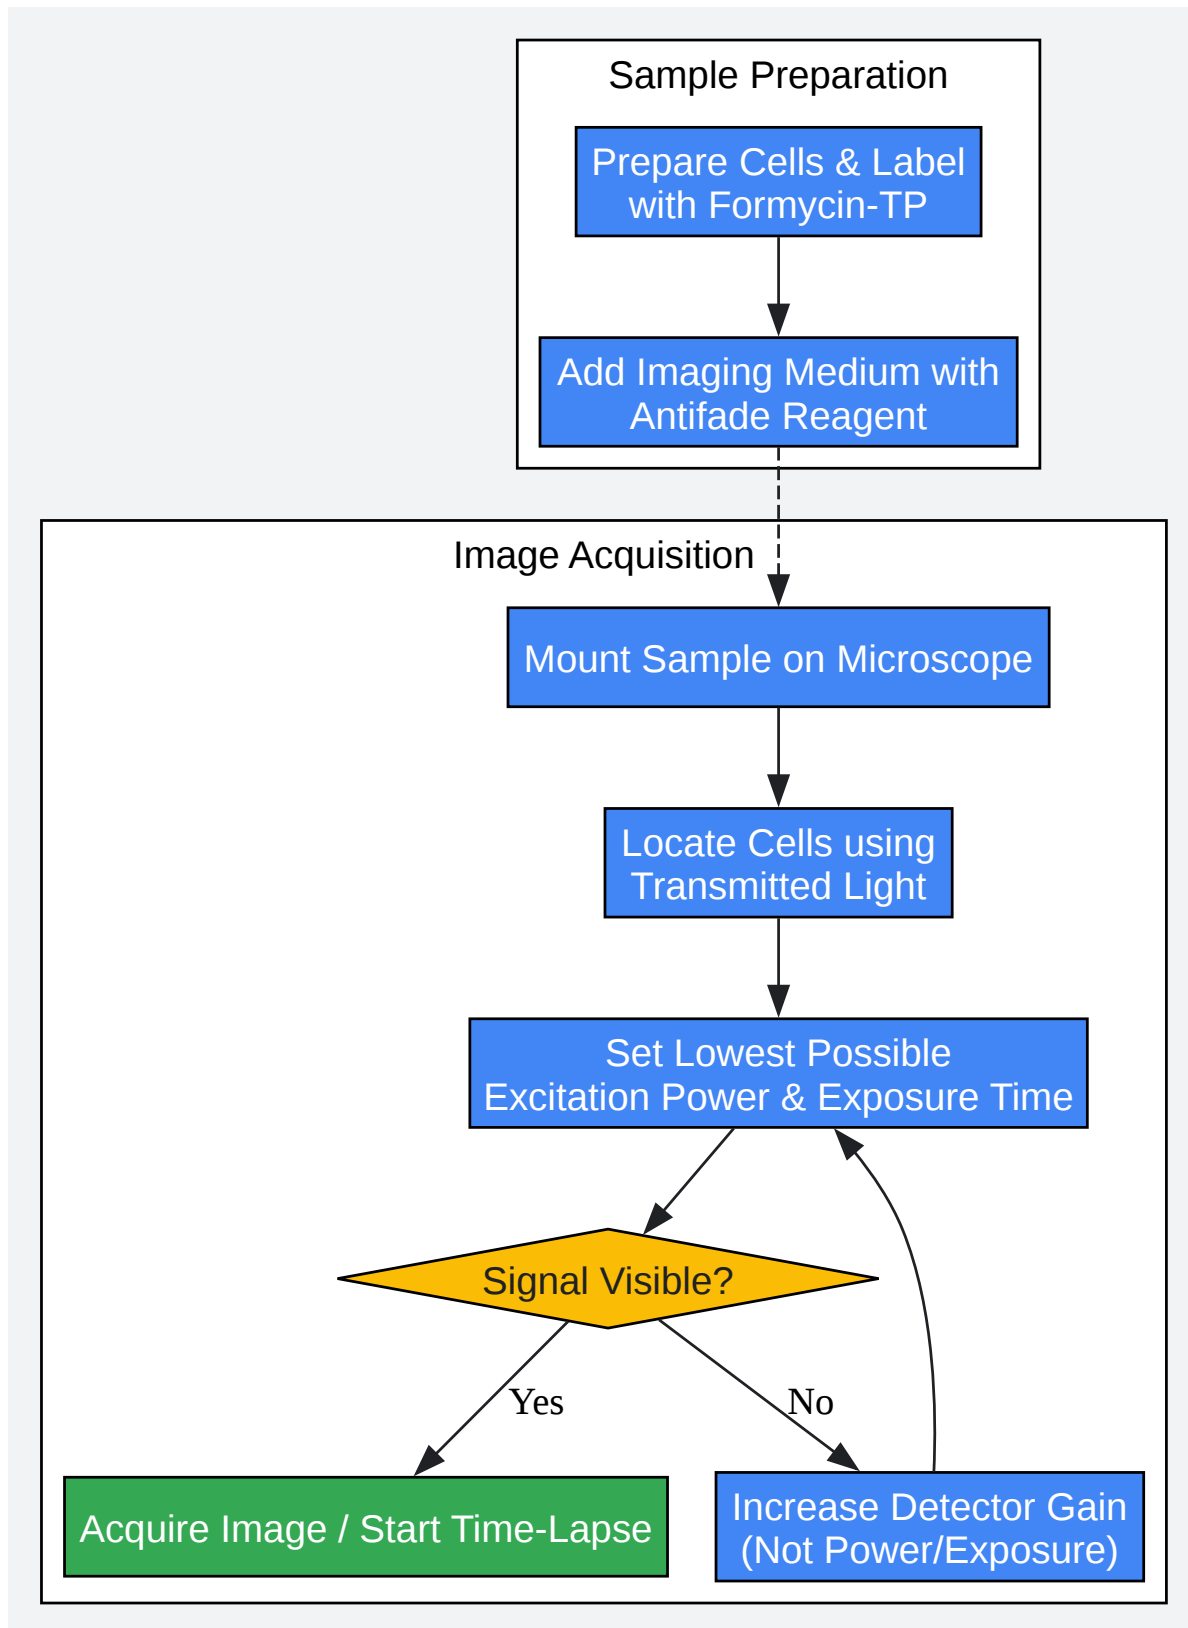 Sample Preparation
Prepare Cells & Label
with Formycin-TP
Add Imaging Medium with
Antifade Reagent
Image Acquisition
Mount Sample on Microscope
Locate Cells using
Transmitted Light
Set Lowest Possible
Excitation Power & Exposure Time
Signal Visible?
Yes
No
Acquire Image / Start Time-Lapse
Increase Detector Gain
(Not Power/Exposure)